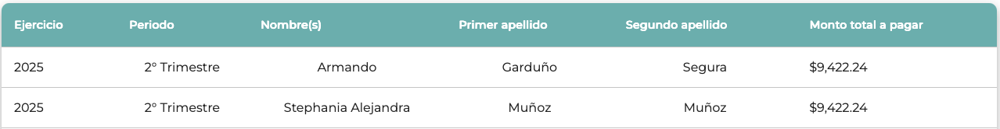 Ejercicio Periodo Nombre(s) Primer apellido Segundo apellido Monto total a pagar
2025 2° Trimestre Armando Garduño Segura $9,422.24
2025 2° Trimestre Stephania Alejandra Muñoz Muñoz $9,422.24